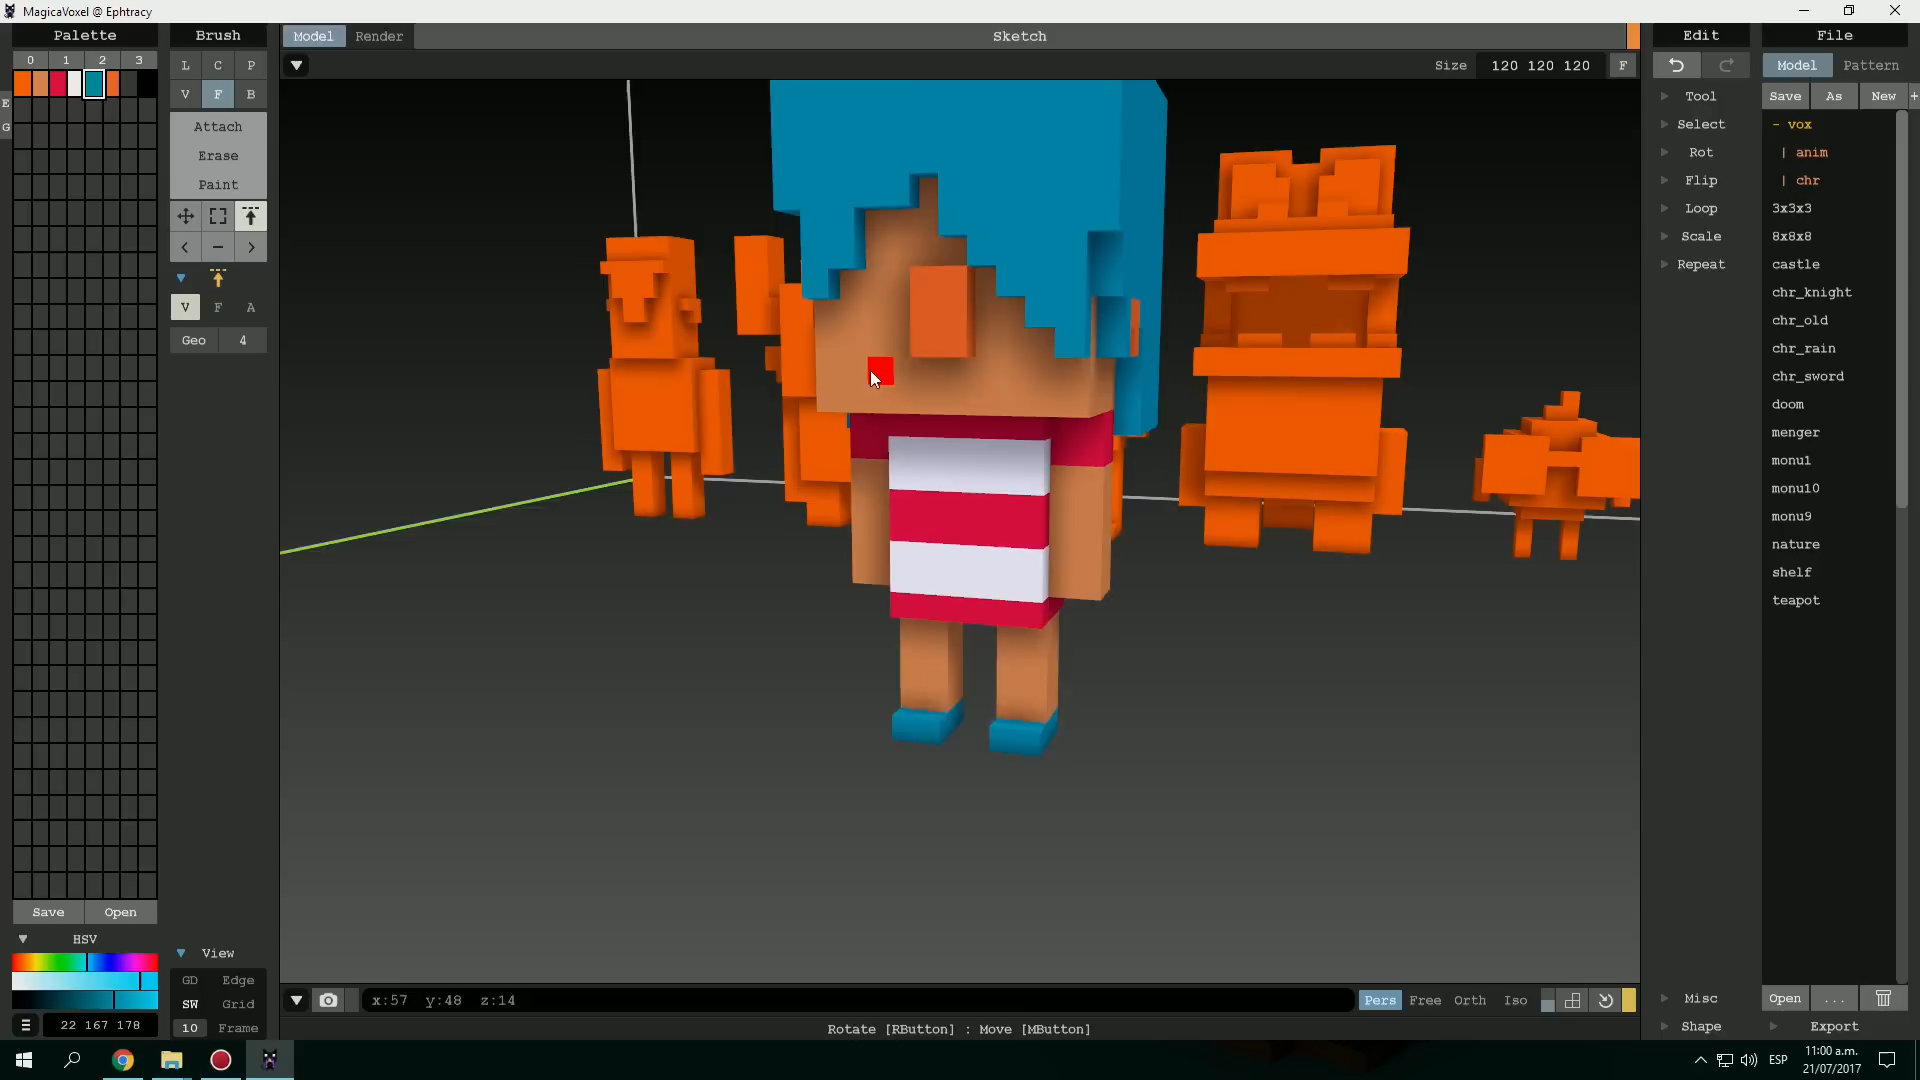 MagicaVoxel @ Ephtracy
Palette
Brush
Model
Render
Sketch
Edit
File
0 1 2 3
L C P
Size 120 120 120 F
Model
Pattern
V F B
Save As New +
E
G
Attach
Erase
Paint
Tool
Select
Rot
Flip
Loop
Scale
Repeat
- vox
| anim
| chr
3x3x3
8x8x8
castle
chr_knight
chr_old
chr_rain
chr_sword
doom
menger
monu1
monu10
monu9
nature
shelf
teapot
< - >
V F A
Geo 4
Save Open
HSV
View
GD Edge
SW Grid
10 Frame
22 167 178
x:57 y:48 z:14
Pers Free Orth Iso
Misc
Shape
Open ...
Export
Rotate [RButton] : Move [MButton]
ESP
11:00 a.m.
21/07/2017